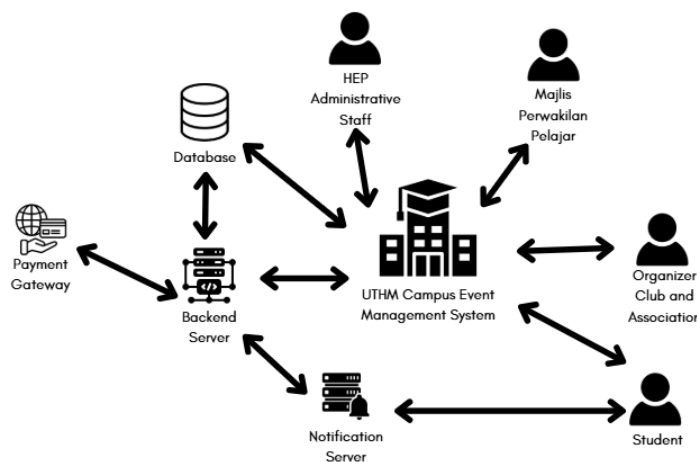 HEP
Administrative
Staff
Majlis
Perwakilan
Pelajar
Database
Payment
Gateway
Backend
Server
UTHM Campus Event
Management System
Organizer
Club and
Association
Notification
Server
Student